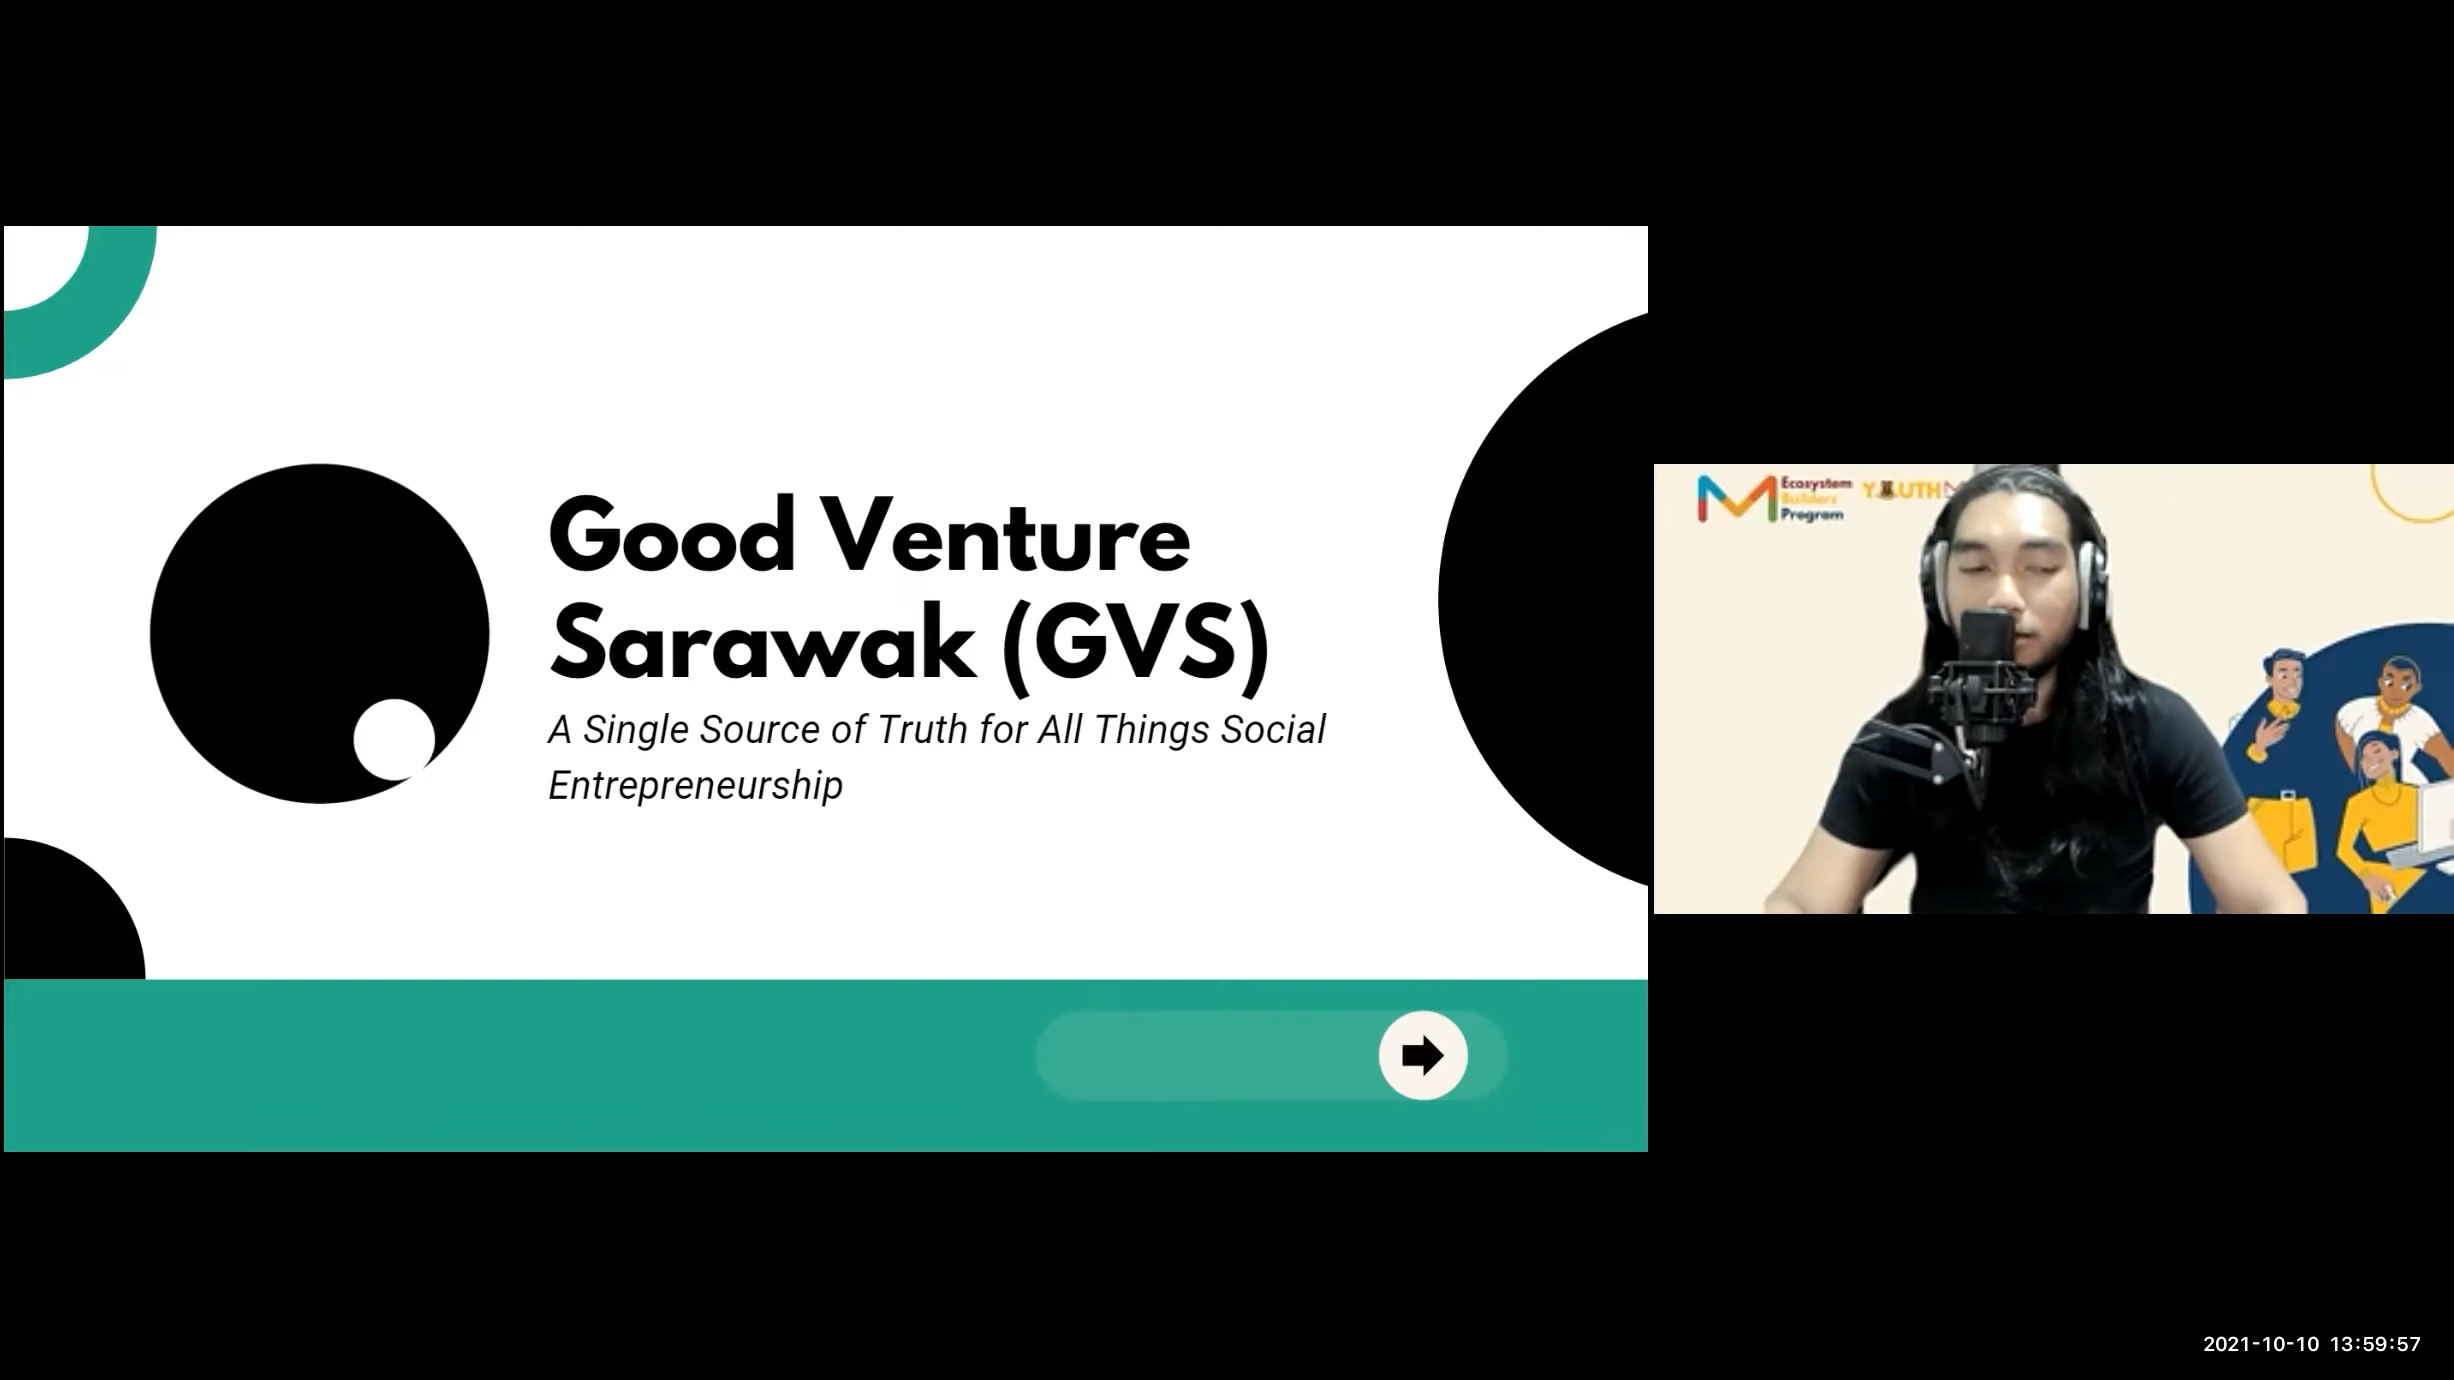 Good Venture
Sarawak (GVS)
A Single Source of Truth for All Things Social
Entrepreneurship
Ecosystem
Builders
Program
YOUTH
2021-10-10 13:59:57